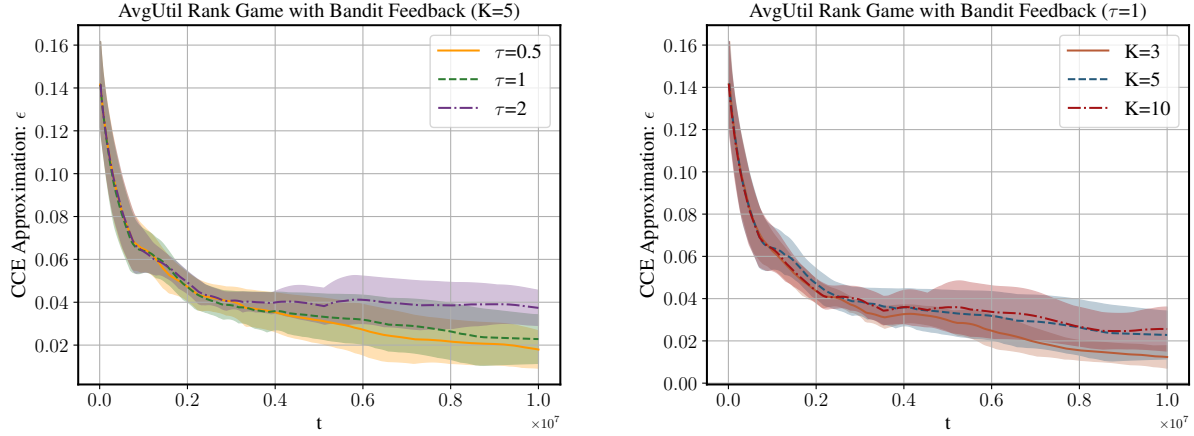 AvgUtil Rank Game with Bandit Feedback (K=5)
CCE Approximation: ϵ
0.16
0.14
0.12
0.10
0.08
0.06
0.04
0.02
τ=0.5
τ=1
τ=2
0.0 0.2 0.4 0.6 0.8 1.0
×10⁷
t
AvgUtil Rank Game with Bandit Feedback (τ=1)
CCE Approximation: ϵ
0.16
0.14
0.12
0.10
0.08
0.06
0.04
0.02
0.00
K=3
K=5
K=10
0.0 0.2 0.4 0.6 0.8 1.0
×10⁷
t